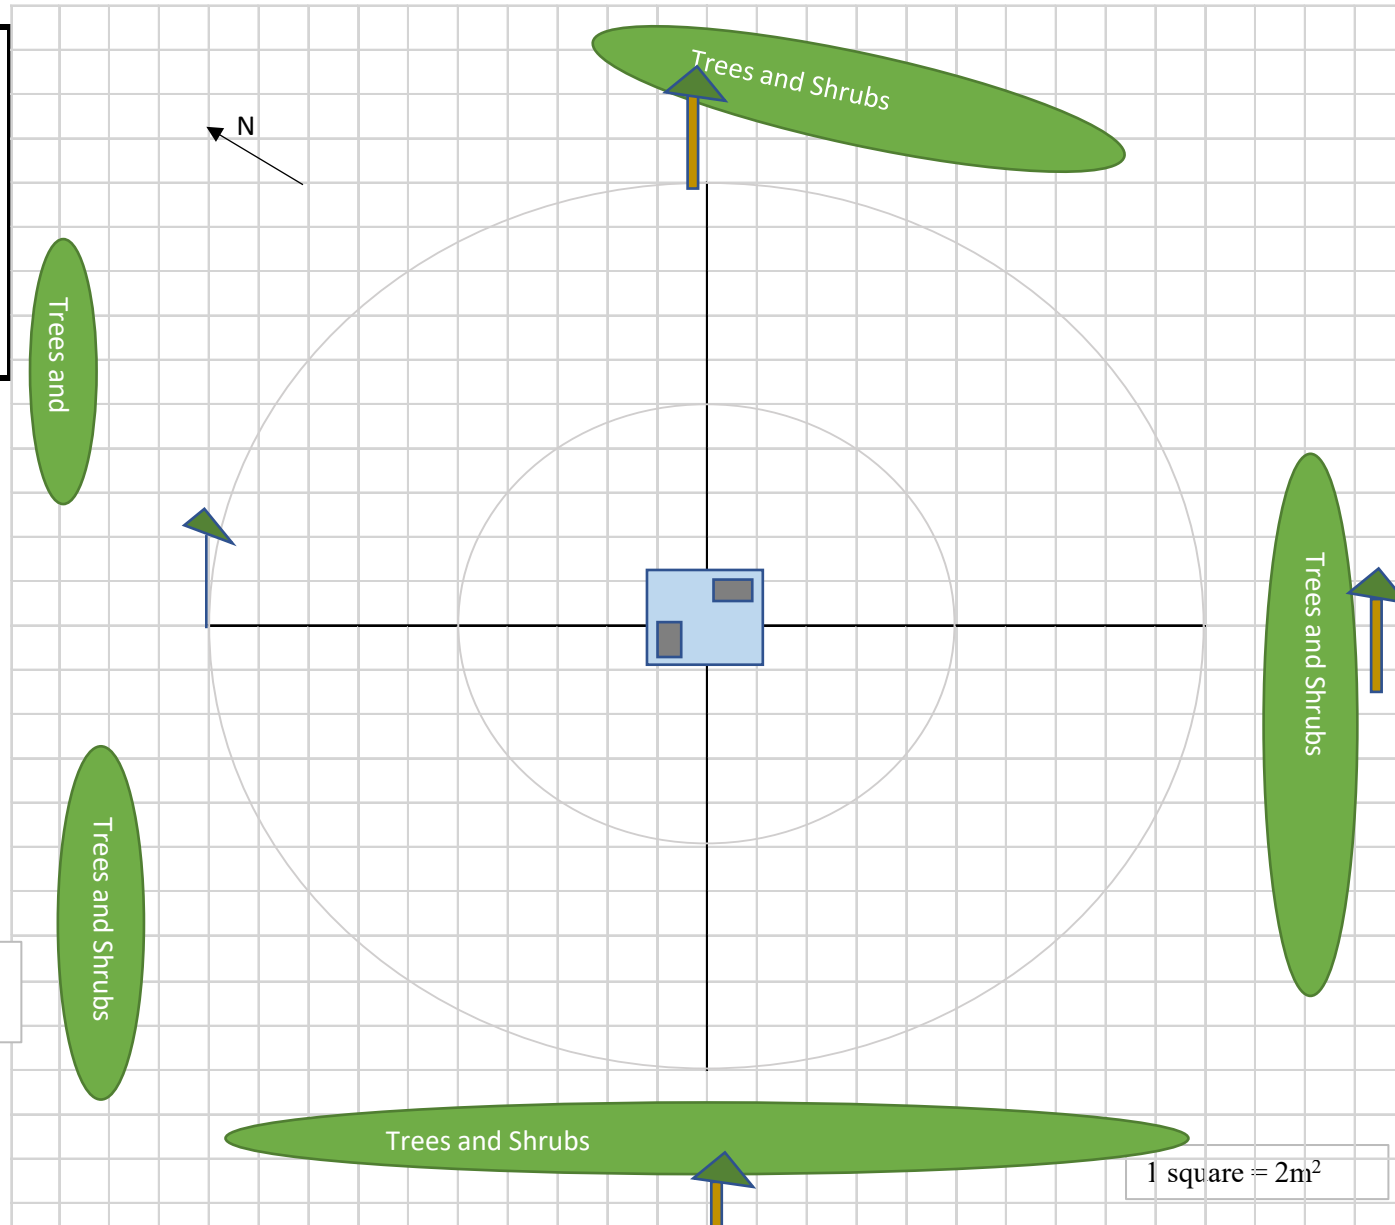 Trees and Shrubs
N
Trees and
Trees and Shrubs
Trees and Shrubs
Trees and Shrubs
1 square = 2m²